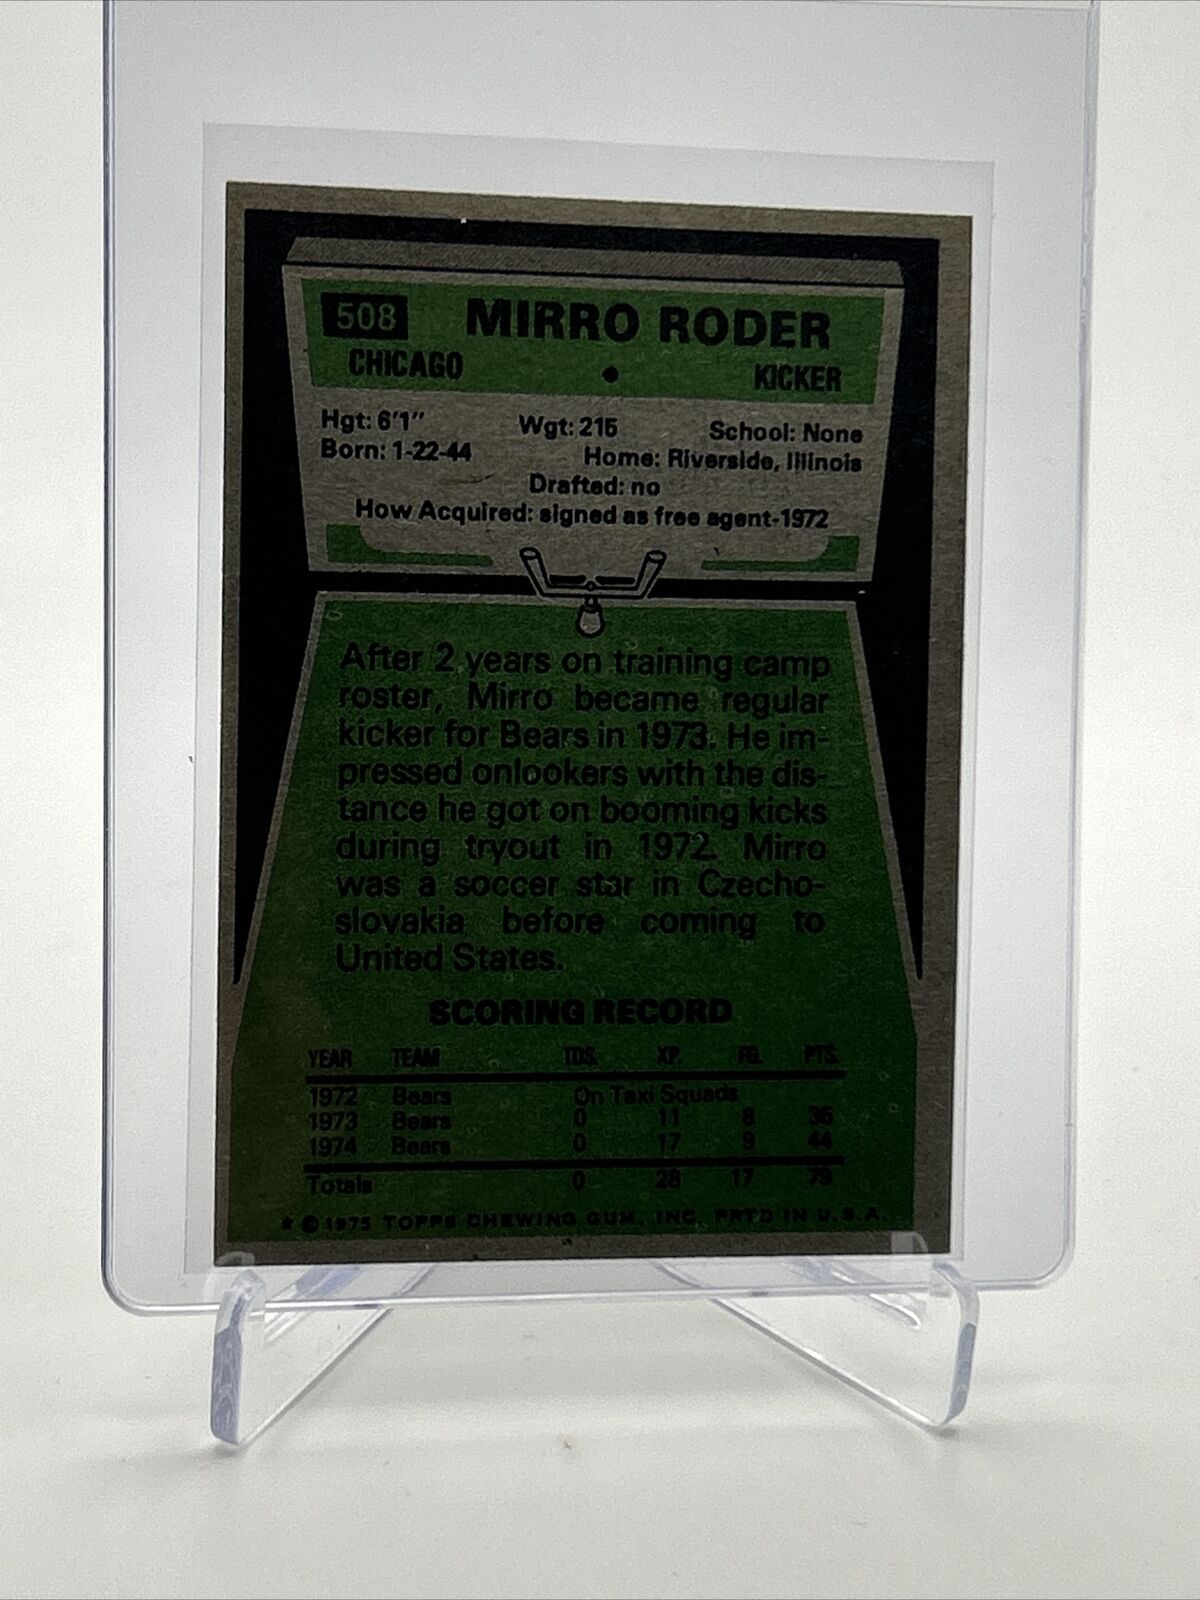 508 MIRRO RODER
CHICAGO • KICKER
Hgt: 6'1" Wgt: 215 School: None
Born: 1-22-44 Home: Riverside, Illinois
Drafted: no
How Acquired: signed as free agent-1972
After 2 years on training camp
roster, Mirro became regular
kicker for Bears in 1973. He im-
pressed onlookers with the dis-
tance he got on booming kicks
during tryout in 1972. Mirro
was a soccer star in Czecho-
slovakia before coming to
United States.
SCORING RECORD
YEAR TEAM TDS. XP. FG. PTS.
1972 Bears On Taxi Squads
1973 Bears 0 11 8 35
1974 Bears 0 17 9 44
Totals 0 28 17 79
* © 1975 TOPPS CHEWING GUM, INC. PRTD IN U.S.A.